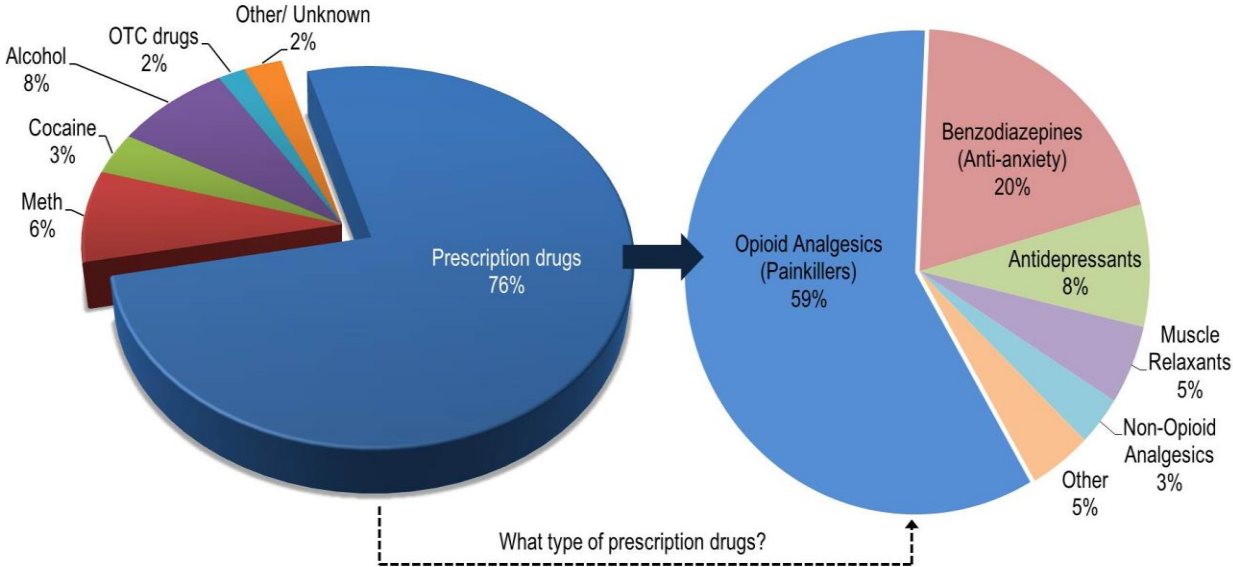 Other/ Unknown
2%
OTC drugs
2%
Alcohol
8%
Cocaine
3%
Meth
6%
Prescription drugs
76%
Opioid Analgesics
(Painkillers)
59%
Benzodiazepines
(Anti-anxiety)
20%
Antidepressants
8%
Muscle
Relaxants
5%
Non-Opioid
Analgesics
3%
Other
5%
What type of prescription drugs?